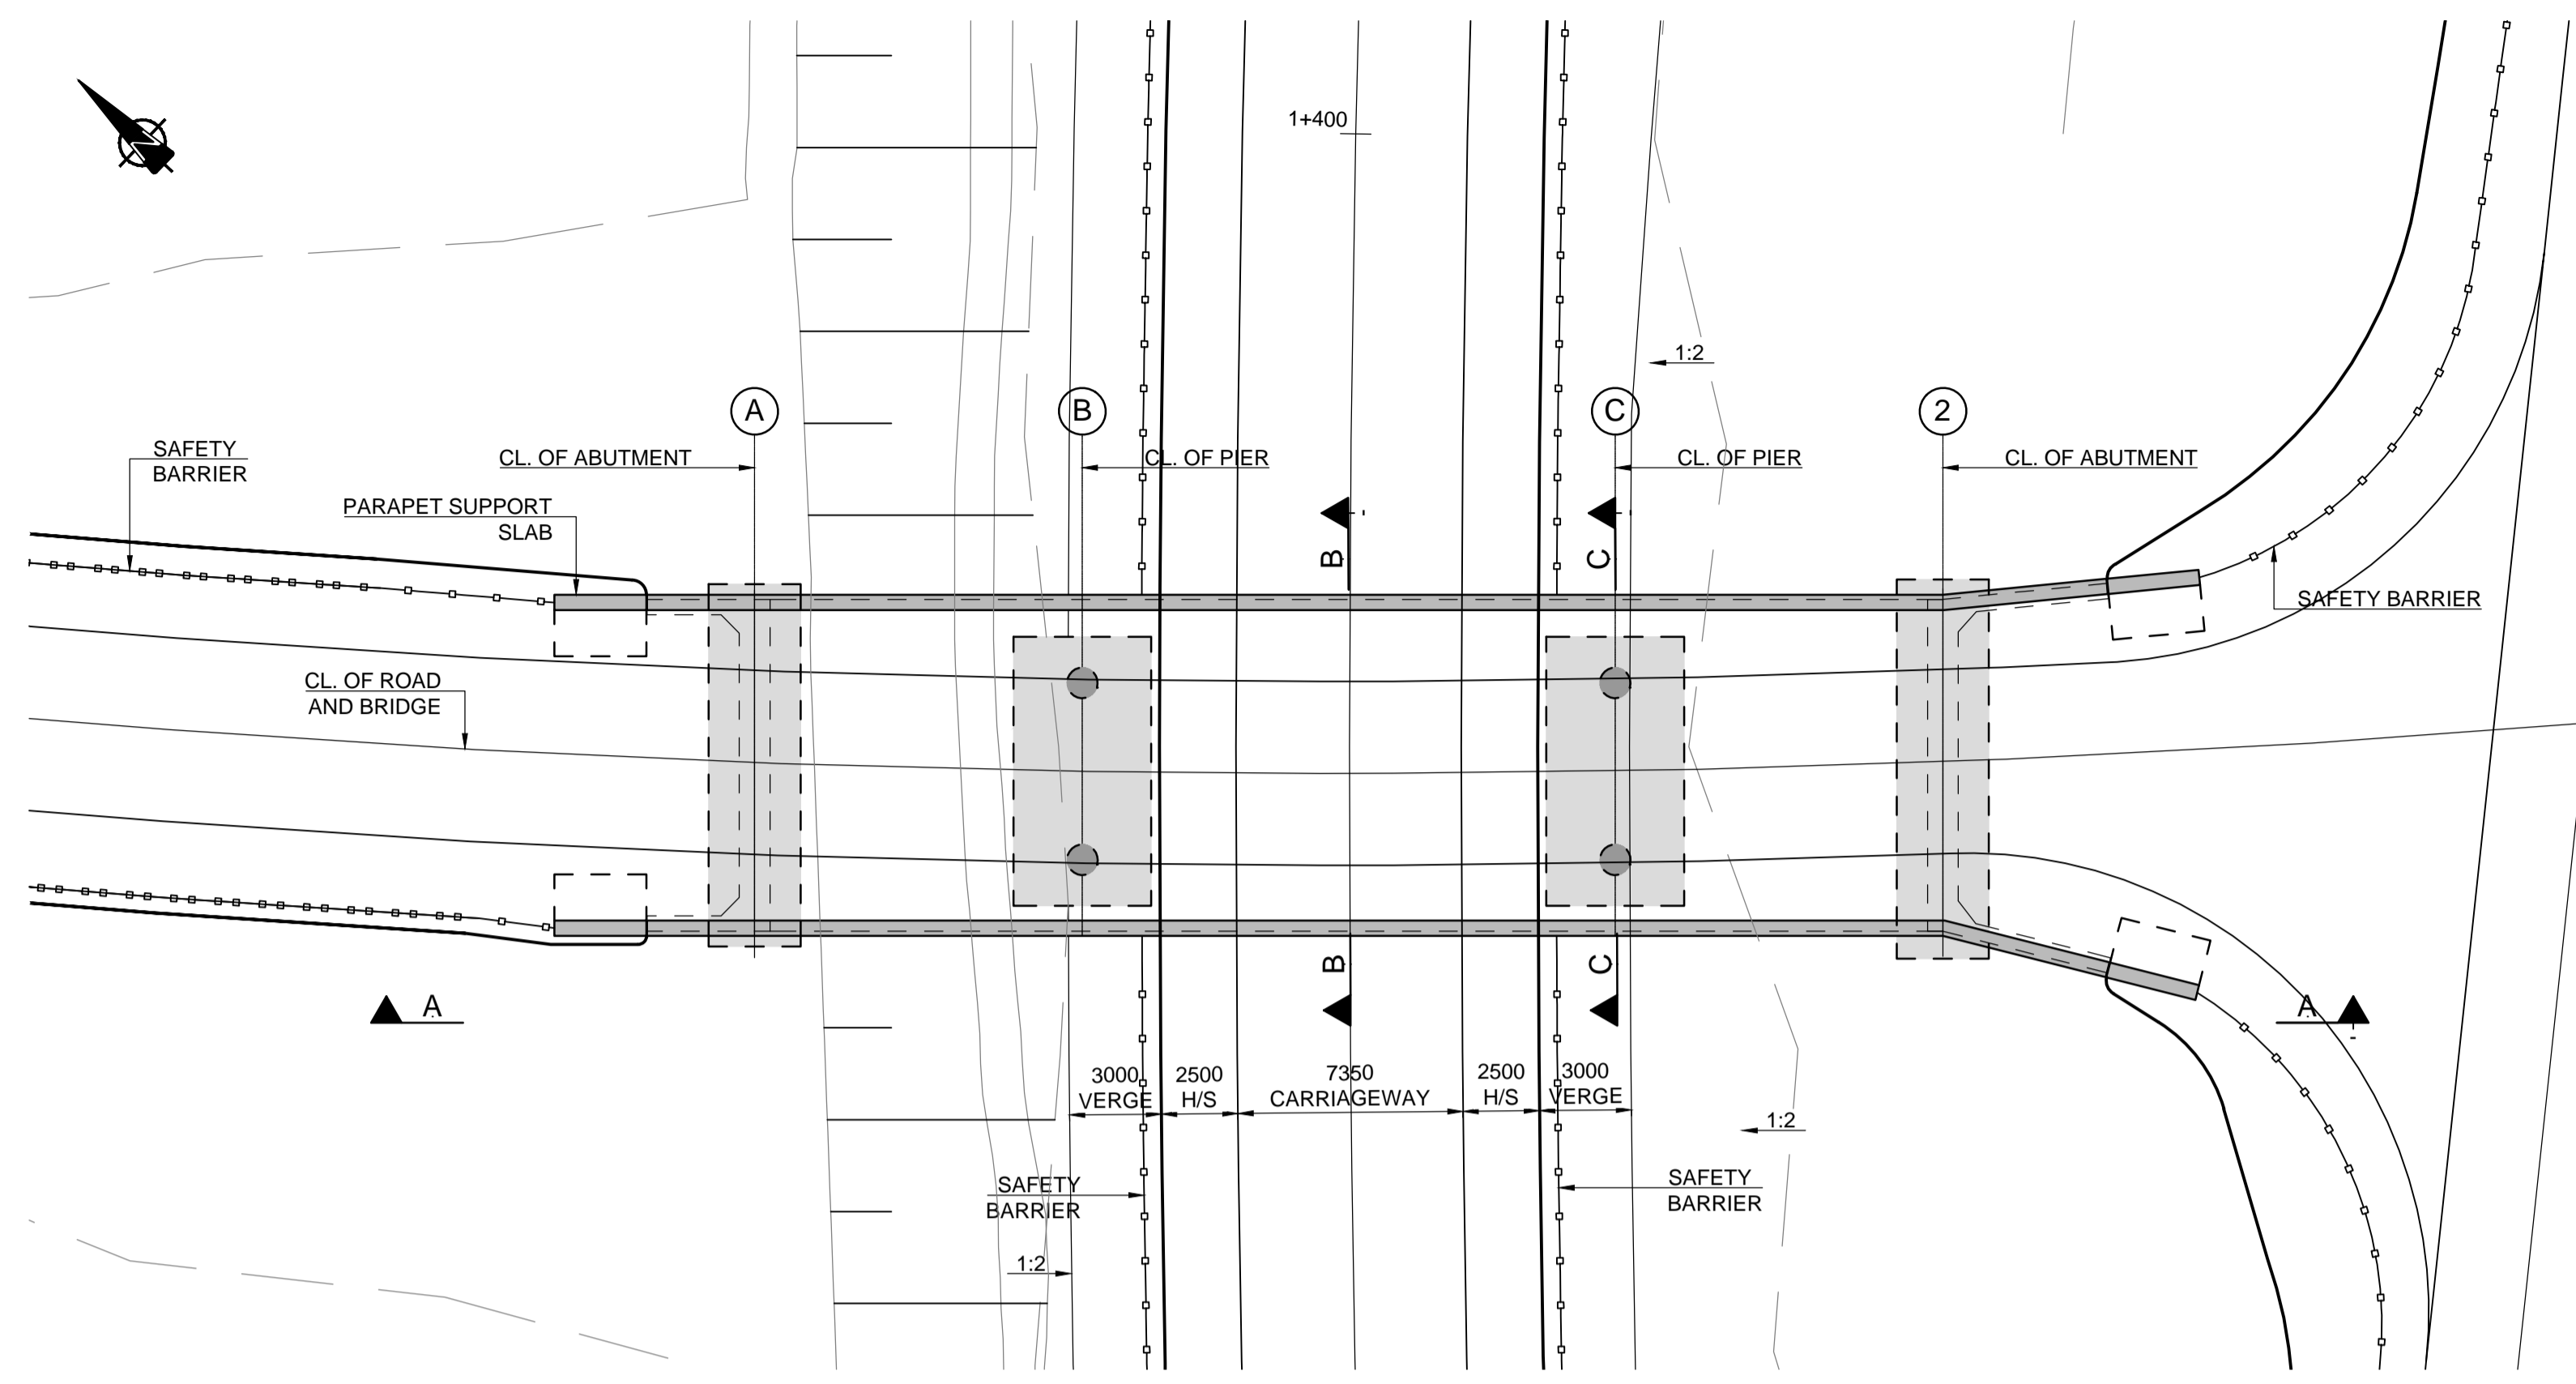 N
1+400
1:2
A
B
C
2
SAFETY
BARRIER
CL. OF ABUTMENT
CL. OF PIER
CL. OF PIER
CL. OF ABUTMENT
PARAPET SUPPORT
SLAB
B
C
SAFETY BARRIER
CL. OF ROAD
AND BRIDGE
B
C
A
A
3000
VERGE
2500
H/S
7350
CARRIAGEWAY
2500
H/S
3000
VERGE
1:2
SAFETY
BARRIER
SAFETY
BARRIER
1:2